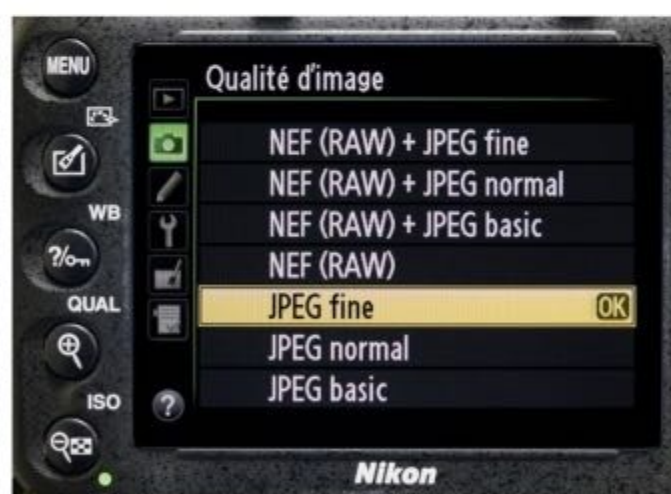 MENU
Qualité d'image
NEF (RAW) + JPEG fine
NEF (RAW) + JPEG normal
WB
NEF (RAW) + JPEG basic
?/
NEF (RAW)
QUAL
JPEG fine OK
JPEG normal
ISO
JPEG basic
?
Nikon